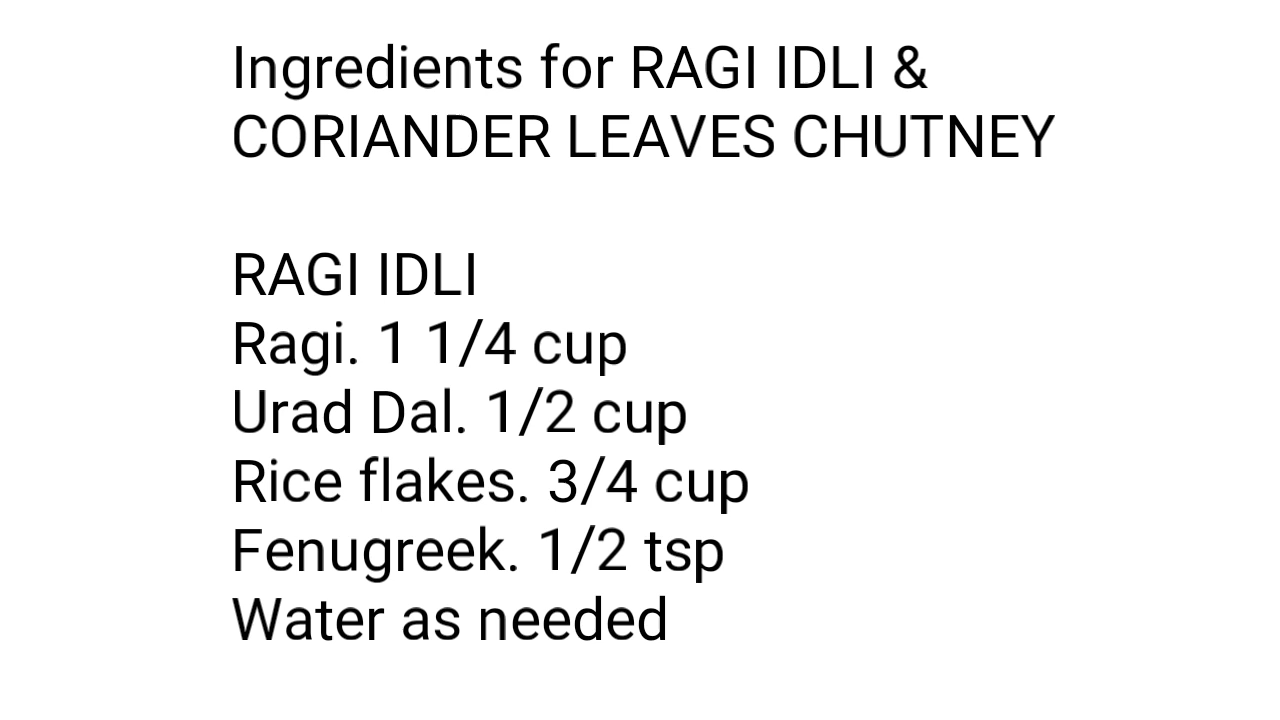 Ingredients for RAGI IDLI &
CORIANDER LEAVES CHUTNEY
RAGI IDLI
Ragi. 1 1/4 cup
Urad Dal. 1/2 cup
Rice flakes. 3/4 cup
Fenugreek. 1/2 tsp
Water as needed